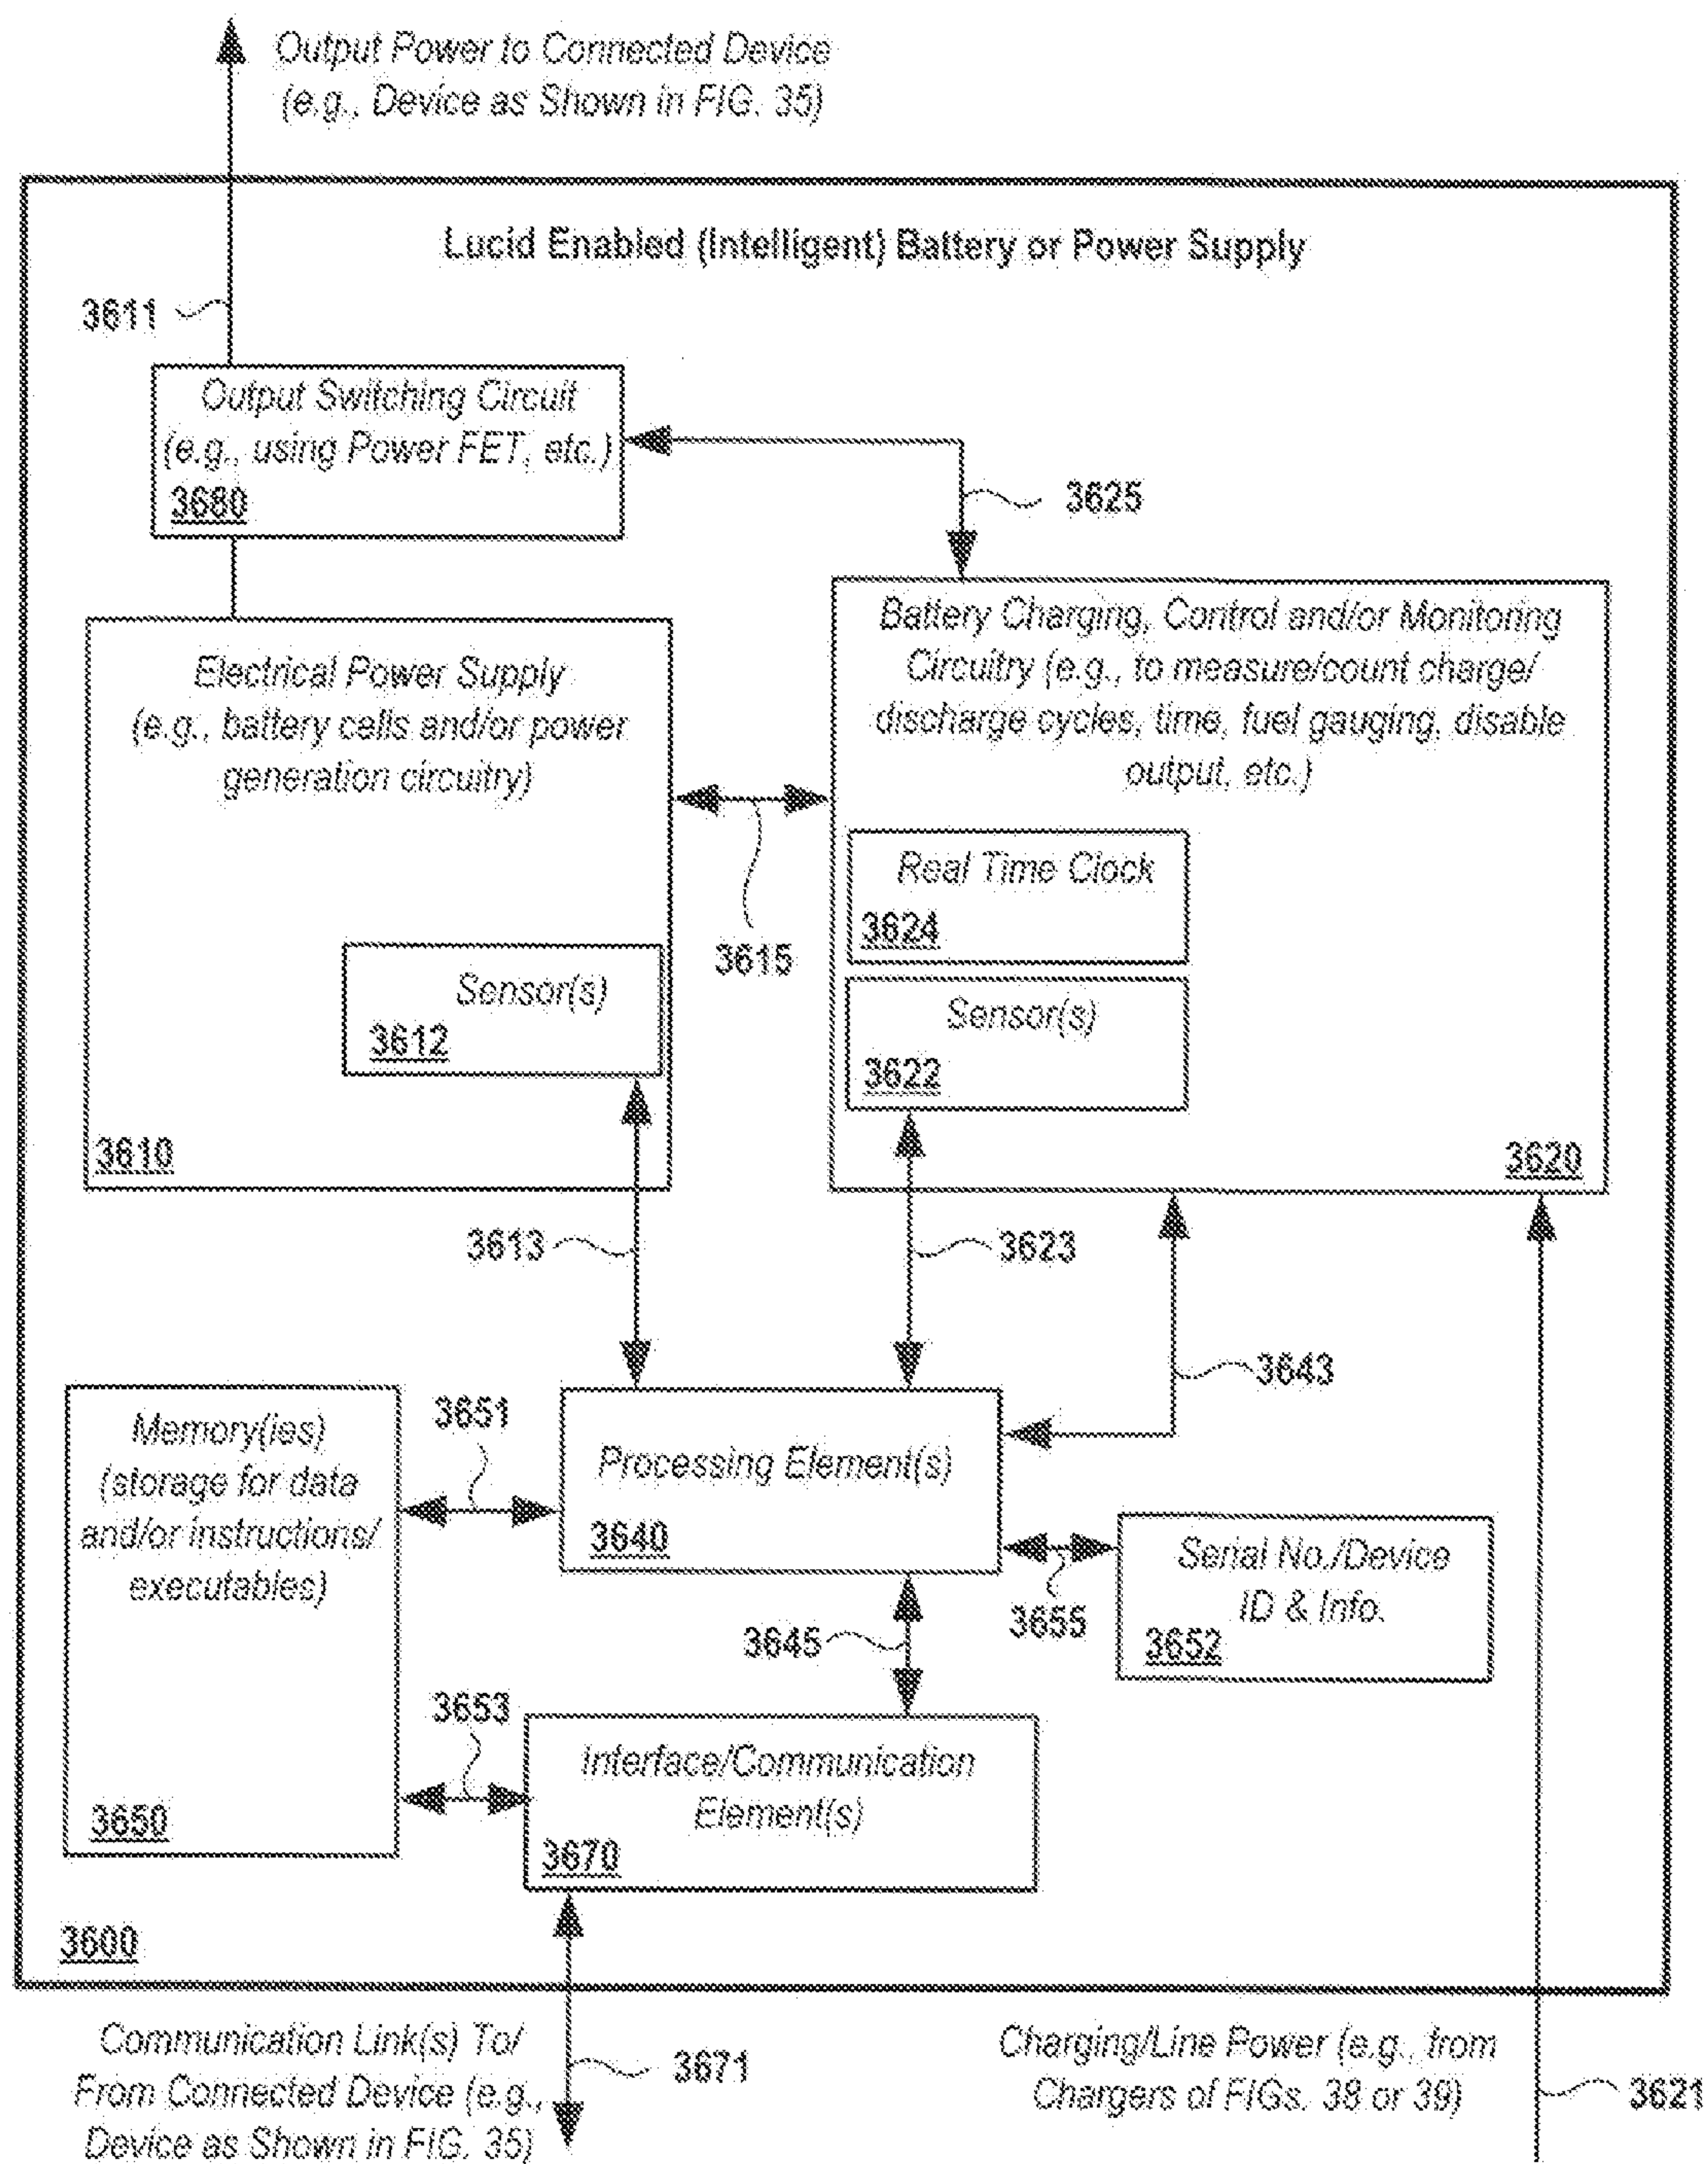 Output Power to Connected Device
(e.g., Device as Shown in FIG. 35)
Lucid Enabled (Intelligent) Battery or Power Supply
3611
Output Switching Circuit
(e.g., using Power FET, etc.)
3680
3625
Electrical Power Supply
(e.g., battery cells and/or power
generation circuitry)
Battery Charging, Control and/or Monitoring
Circuitry (e.g., to measure/count charge/
discharge cycles, time, fuel gauging, disable
output, etc.)
3615
Real Time Clock
3624
Sensor(s)
3612
Sensor(s)
3622
3610
3620
3613
3623
3643
Memory(ies)
(storage for data
and/or instructions/
executables)
3650
3651
Processing Element(s)
3640
3655
Serial No./Device
ID & Info.
3652
3645
3653
Interface/Communication
Element(s)
3670
3600
Communication Link(s) To/
From Connected Device (e.g.,
Device as Shown in FIG. 35)
3671
Charging/Line Power (e.g., from
Chargers of FIGs. 38 or 39)
3621